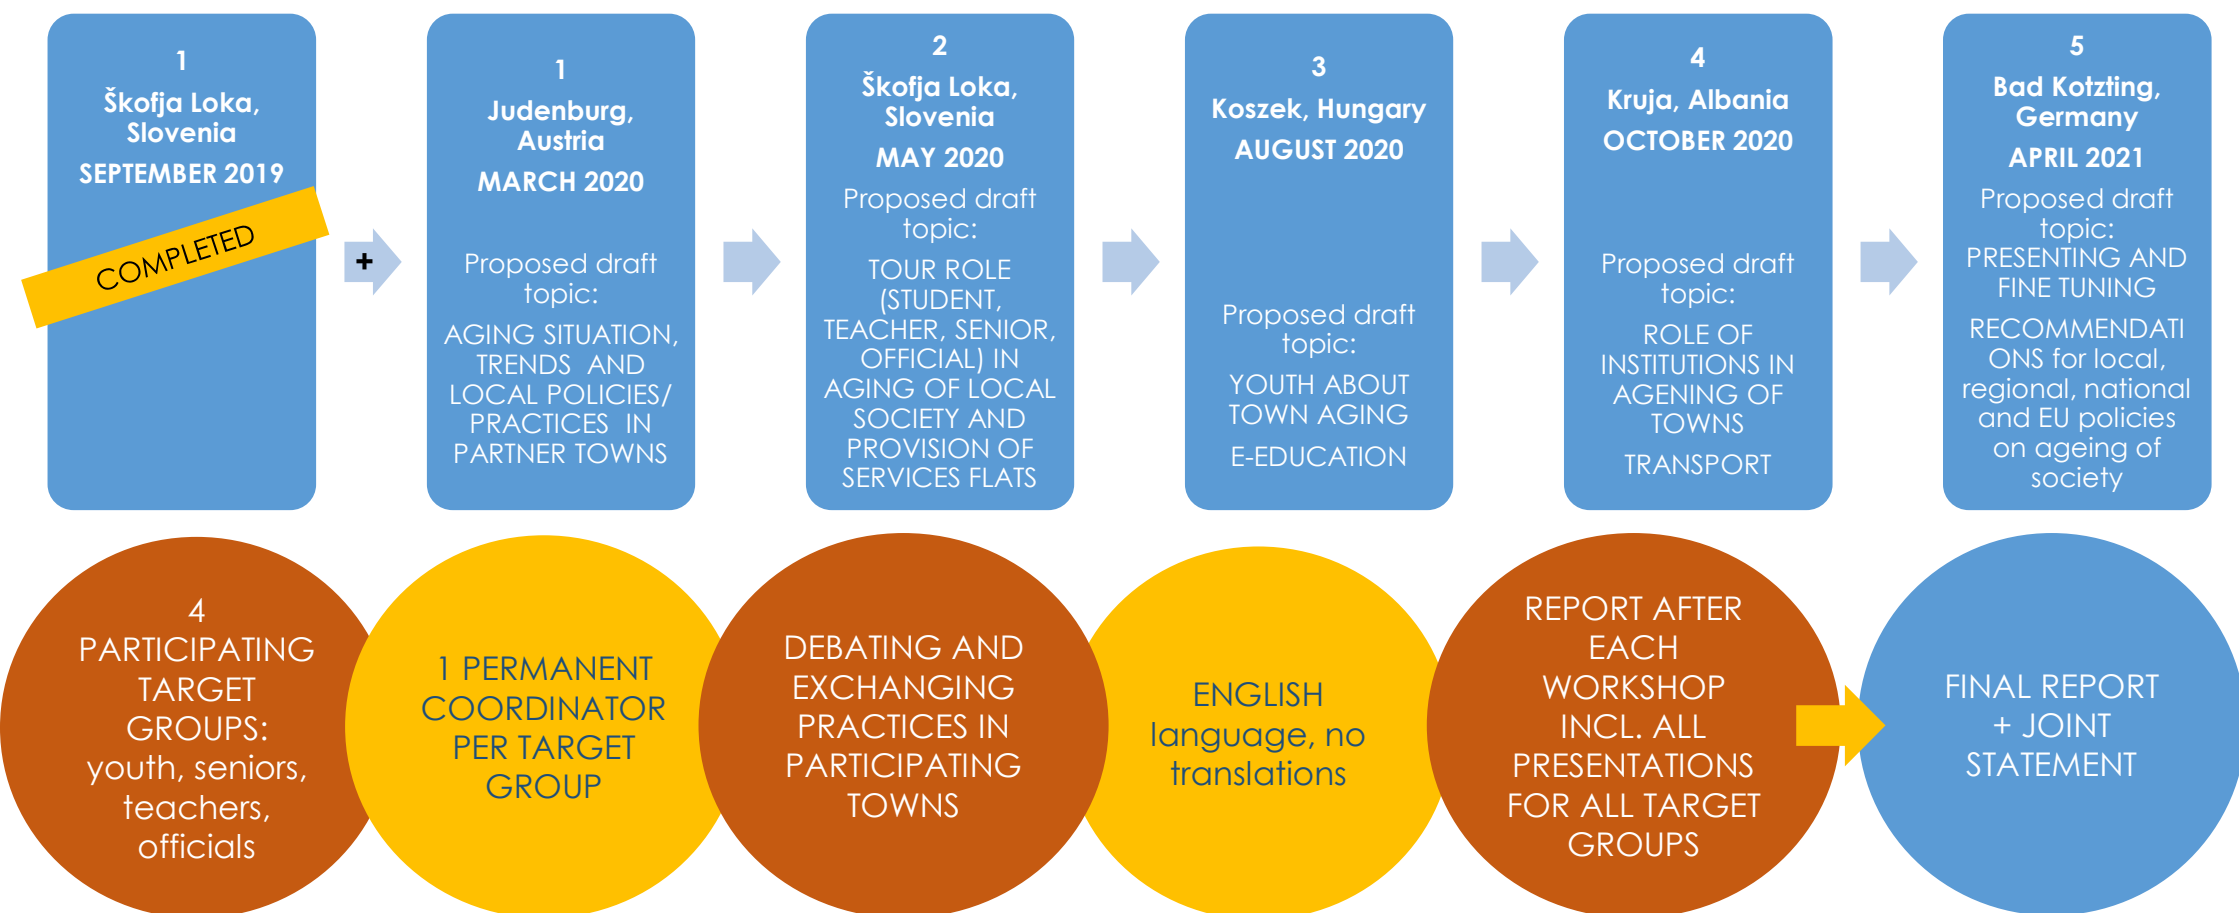 1
Škofja Loka,
Slovenia
SEPTEMBER 2019
COMPLETED
+
1
Judenburg,
Austria
MARCH 2020
Proposed draft
topic:
AGING SITUATION,
TRENDS AND
LOCAL POLICIES/
PRACTICES IN
PARTNER TOWNS
2
Škofja Loka,
Slovenia
MAY 2020
Proposed draft
topic:
TOUR ROLE
(STUDENT,
TEACHER, SENIOR,
OFFICIAL) IN
AGING OF LOCAL
SOCIETY AND
PROVISION OF
SERVICES FLATS
3
Koszek, Hungary
AUGUST 2020
Proposed draft
topic:
YOUTH ABOUT
TOWN AGING
E-EDUCATION
4
Kruja, Albania
OCTOBER 2020
Proposed draft
topic:
ROLE OF
INSTITUTIONS IN
AGENING OF
TOWNS
TRANSPORT
5
Bad Kotzting,
Germany
APRIL 2021
Proposed draft
topic:
PRESENTING AND
FINE TUNING
RECOMMENDATI
ONS for local,
regional, national
and EU policies
on ageing of
society
4
PARTICIPATING
TARGET
GROUPS:
youth, seniors,
teachers,
officials
1 PERMANENT
COORDINATOR
PER TARGET
GROUP
DEBATING AND
EXCHANGING
PRACTICES IN
PARTICIPATING
TOWNS
ENGLISH
language, no
translations
REPORT AFTER
EACH
WORKSHOP
INCL. ALL
PRESENTATIONS
FOR ALL TARGET
GROUPS
FINAL REPORT
+ JOINT
STATEMENT